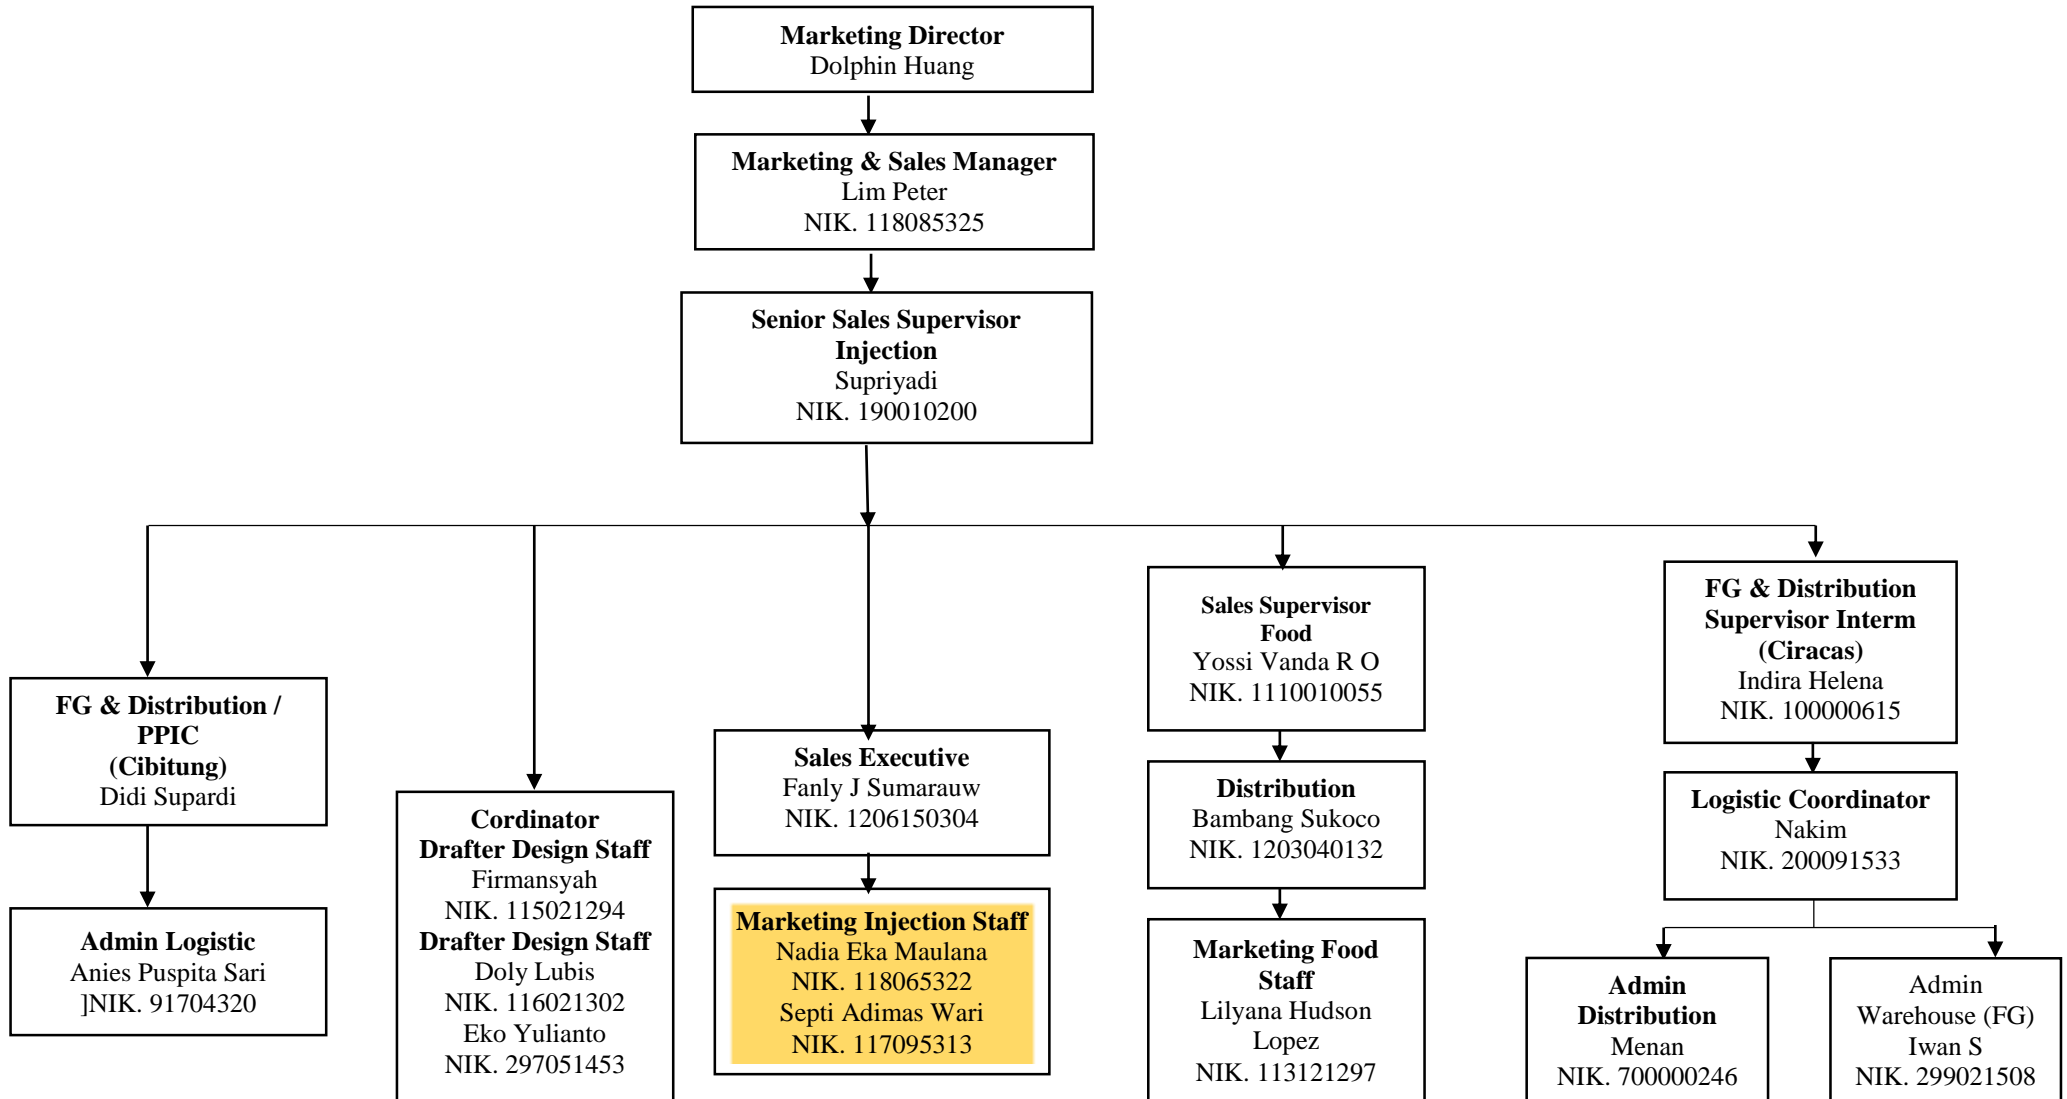 Marketing Director
Dolphin Huang
Marketing & Sales Manager
Lim Peter
NIK. 118085325
Senior Sales Supervisor
Injection
Supriyadi
NIK. 190010200
FG & Distribution /
PPIC
(Cibitung)
Didi Supardi
Admin Logistic
Anies Puspita Sari
]NIK. 91704320
Cordinator
Drafter Design Staff
Firmansyah
NIK. 115021294
Drafter Design Staff
Doly Lubis
NIK. 116021302
Eko Yulianto
NIK. 297051453
Sales Executive
Fanly J Sumarauw
NIK. 1206150304
Marketing Injection Staff
Nadia Eka Maulana
NIK. 118065322
Septi Adimas Wari
NIK. 117095313
Sales Supervisor
Food
Yossi Vanda R O
NIK. 1110010055
Distribution
Bambang Sukoco
NIK. 1203040132
Marketing Food
Staff
Lilyana Hudson
Lopez
NIK. 113121297
FG & Distribution
Supervisor Interm
(Ciracas)
Indira Helena
NIK. 100000615
Logistic Coordinator
Nakim
NIK. 200091533
Admin
Distribution
Menan
NIK. 700000246
Admin
Warehouse (FG)
Iwan S
NIK. 299021508